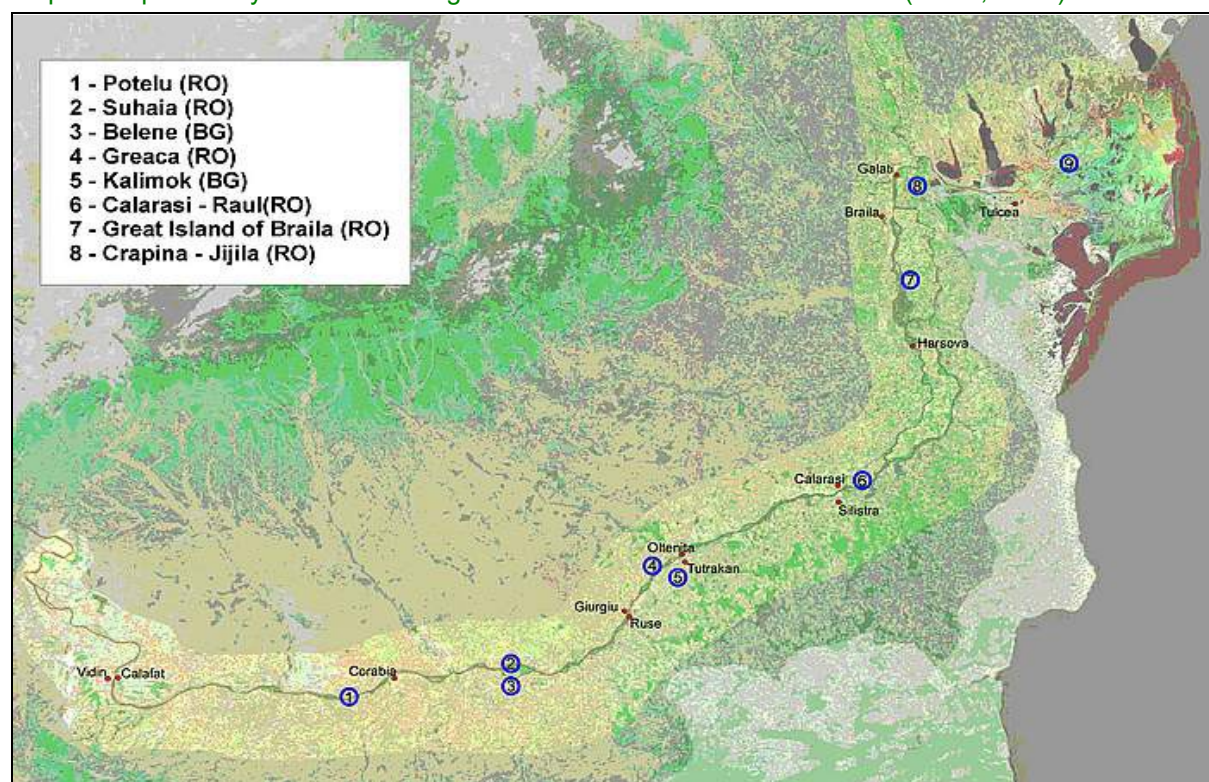 1 - Potelu (RO)
2 - Suhaia (RO)
3 - Belene (BG)
4 - Greaca (RO)
5 - Kalimok (BG)
6 - Calarasi - Raul(RO)
7 - Great Island of Braila (RO)
8 - Crapina - Jijila (RO)
9
Galati
8
Braila
Tulcea
7
Harsova
Calarasi
6
Silistra
Oltenita
4
Tutrakan
5
Giurgiu
Ruse
2
Corabia
Vidin
Calafat
3
1